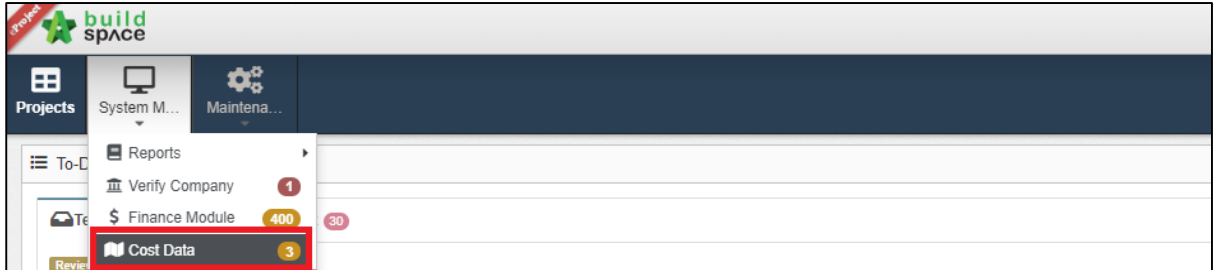 eProject
build
spʌce
Projects
System M...
Maintena...
Reports
To-D
Verify Company 1
Te
$ Finance Module 400
30
Cost Data 3
Revie